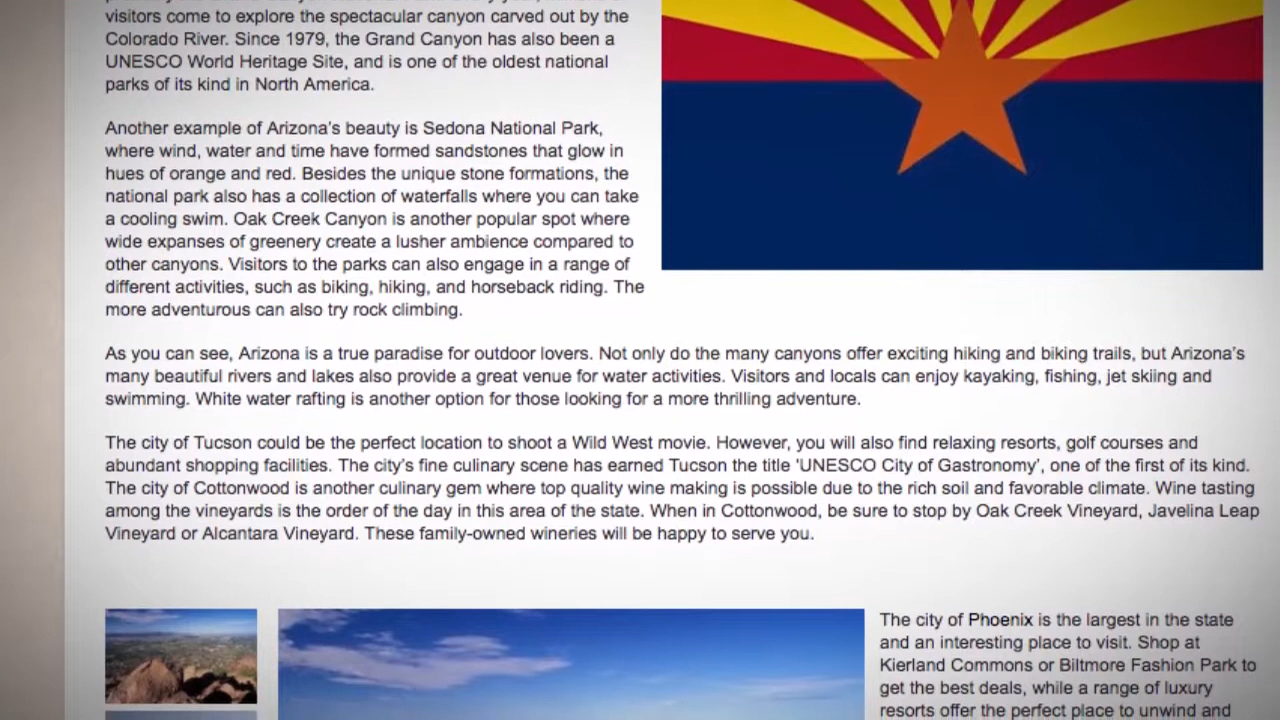 visitors come to explore the spectacular canyon carved out by the
Colorado River. Since 1979, the Grand Canyon has also been a
UNESCO World Heritage Site, and is one of the oldest national
parks of its kind in North America.
Another example of Arizona's beauty is Sedona National Park,
where wind, water and time have formed sandstones that glow in
hues of orange and red. Besides the unique stone formations, the
national park also has a collection of waterfalls where you can take
a cooling swim. Oak Creek Canyon is another popular spot where
wide expanses of greenery create a lusher ambience compared to
other canyons. Visitors to the parks can also engage in a range of
different activities, such as biking, hiking, and horseback riding. The
more adventurous can also try rock climbing.
As you can see, Arizona is a true paradise for outdoor lovers. Not only do the many canyons offer exciting hiking and biking trails, but Arizona's
many beautiful rivers and lakes also provide a great venue for water activities. Visitors and locals can enjoy kayaking, fishing, jet skiing and
swimming. White water rafting is another option for those looking for a more thrilling adventure.
The city of Tucson could be the perfect location to shoot a Wild West movie. However, you will also find relaxing resorts, golf courses and
abundant shopping facilities. The city's fine culinary scene has earned Tucson the title 'UNESCO City of Gastronomy', one of the first of its kind.
The city of Cottonwood is another culinary gem where top quality wine making is possible due to the rich soil and favorable climate. Wine tasting
among the vineyards is the order of the day in this area of the state. When in Cottonwood, be sure to stop by Oak Creek Vineyard, Javelina Leap
Vineyard or Alcantara Vineyard. These family-owned wineries will be happy to serve you.
The city of Phoenix is the largest in the state
and an interesting place to visit. Shop at
Kierland Commons or Biltmore Fashion Park to
get the best deals, while a range of luxury
resorts offer the perfect place to unwind and